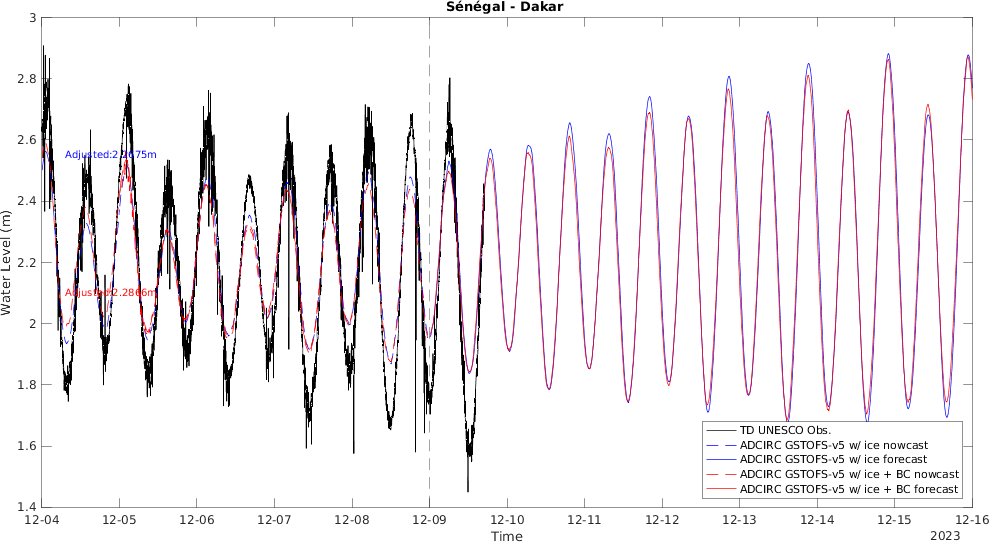 Sénégal - Dakar
3
2.8
2.6
2.4
2.2
2
1.8
1.6
1.4
Water Level (m)
Adjusted:2.2675m
Adjusted:2.2866m
TD UNESCO Obs.
ADCIRC GSTOFS-v5 w/ ice nowcast
ADCIRC GSTOFS-v5 w/ ice forecast
ADCIRC GSTOFS-v5 w/ ice + BC nowcast
ADCIRC GSTOFS-v5 w/ ice + BC forecast
12-04 12-05 12-06 12-07 12-08 12-09 12-10 12-11 12-12 12-13 12-14 12-15 12-16
Time
2023